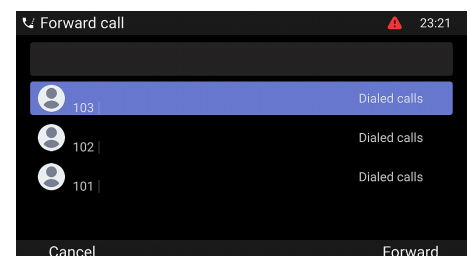 Forward call 23:21
103 | Dialed calls
102 | Dialed calls
101 | Dialed calls
Cancel Forward